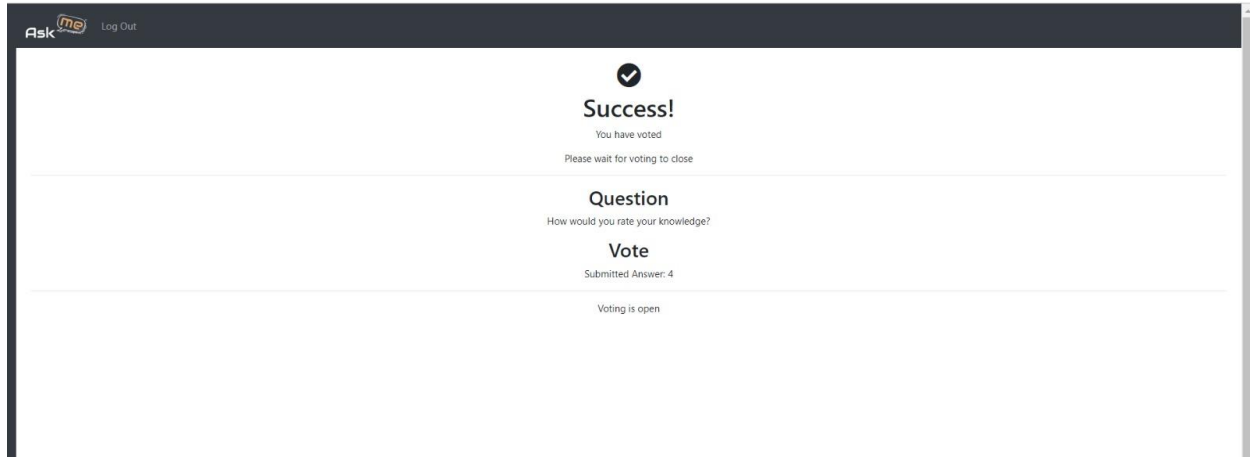 Ask me
Log Out
Success!
You have voted
Please wait for voting to close
Question
How would you rate your knowledge?
Vote
Submitted Answer: 4
Voting is open